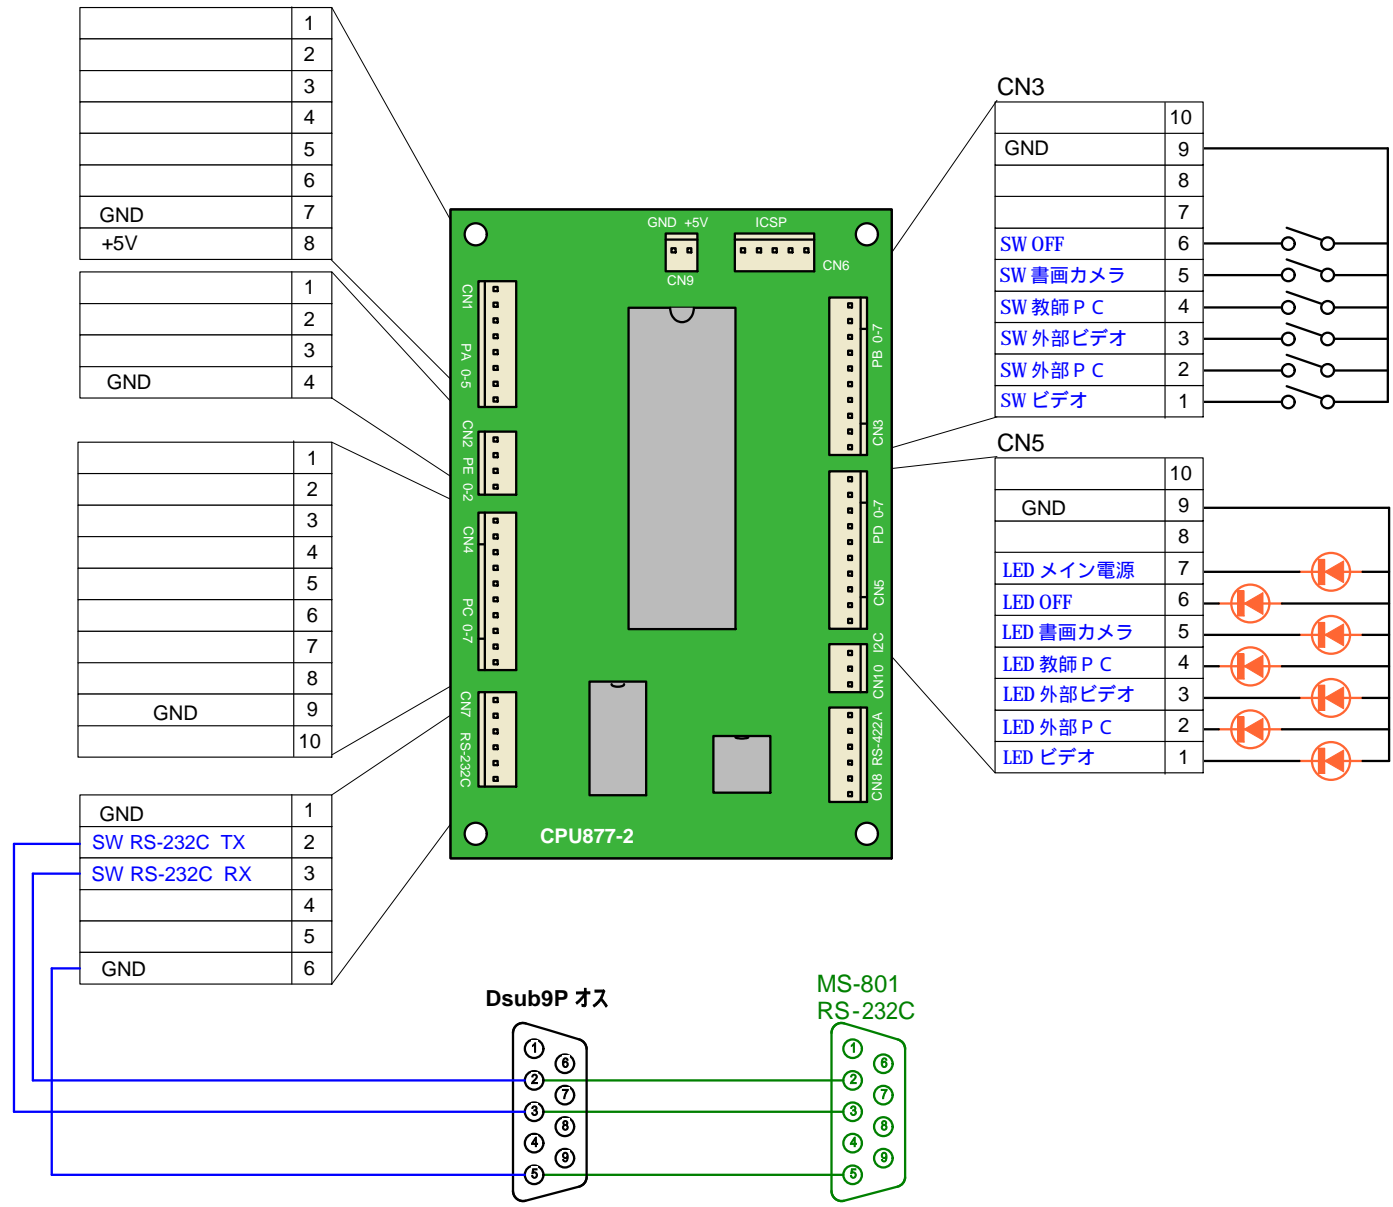 1
2
3
4
5
6
GND 7
+5V 8
1
2
3
GND 4
1
2
3
4
5
6
7
8
GND 9
10
GND 1
SW RS-232C TX 2
SW RS-232C RX 3
4
5
GND 6
GND +5V
CN9
ICSP
CN6
CN1
PA 0-5
CN2 PE 0-2
CN4
PC 0-7
CN7 RS-232C
PB 0-7
CN3
PD 0-7
CN5
CN10 I2C
CN8 RS-422A
CPU877-2
CN3
10
GND 9
8
7
SW OFF 6
SW 書画カメラ 5
SW 教師ＰＣ 4
SW 外部ビデオ 3
SW 外部ＰＣ 2
SW ビデオ 1
CN5
10
GND 9
8
LED メイン電源 7
LED OFF 6
LED 書画カメラ 5
LED 教師ＰＣ 4
LED 外部ビデオ 3
LED 外部ＰＣ 2
LED ビデオ 1
Dsub9P オス
1
6
2
7
3
8
4
9
5
MS-801
RS-232C
1
6
2
7
3
8
4
9
5